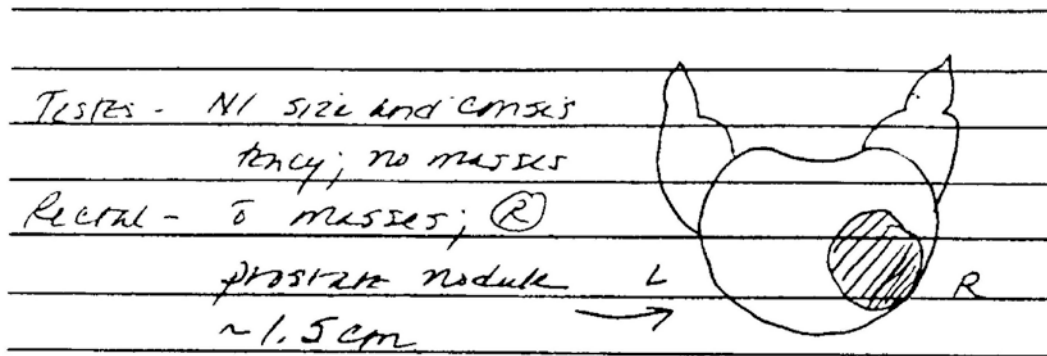 Testes - Nl size and consis
tency; no masses
Rectal - ō masses; Ⓡ
prostate nodule L R
~1.5cm